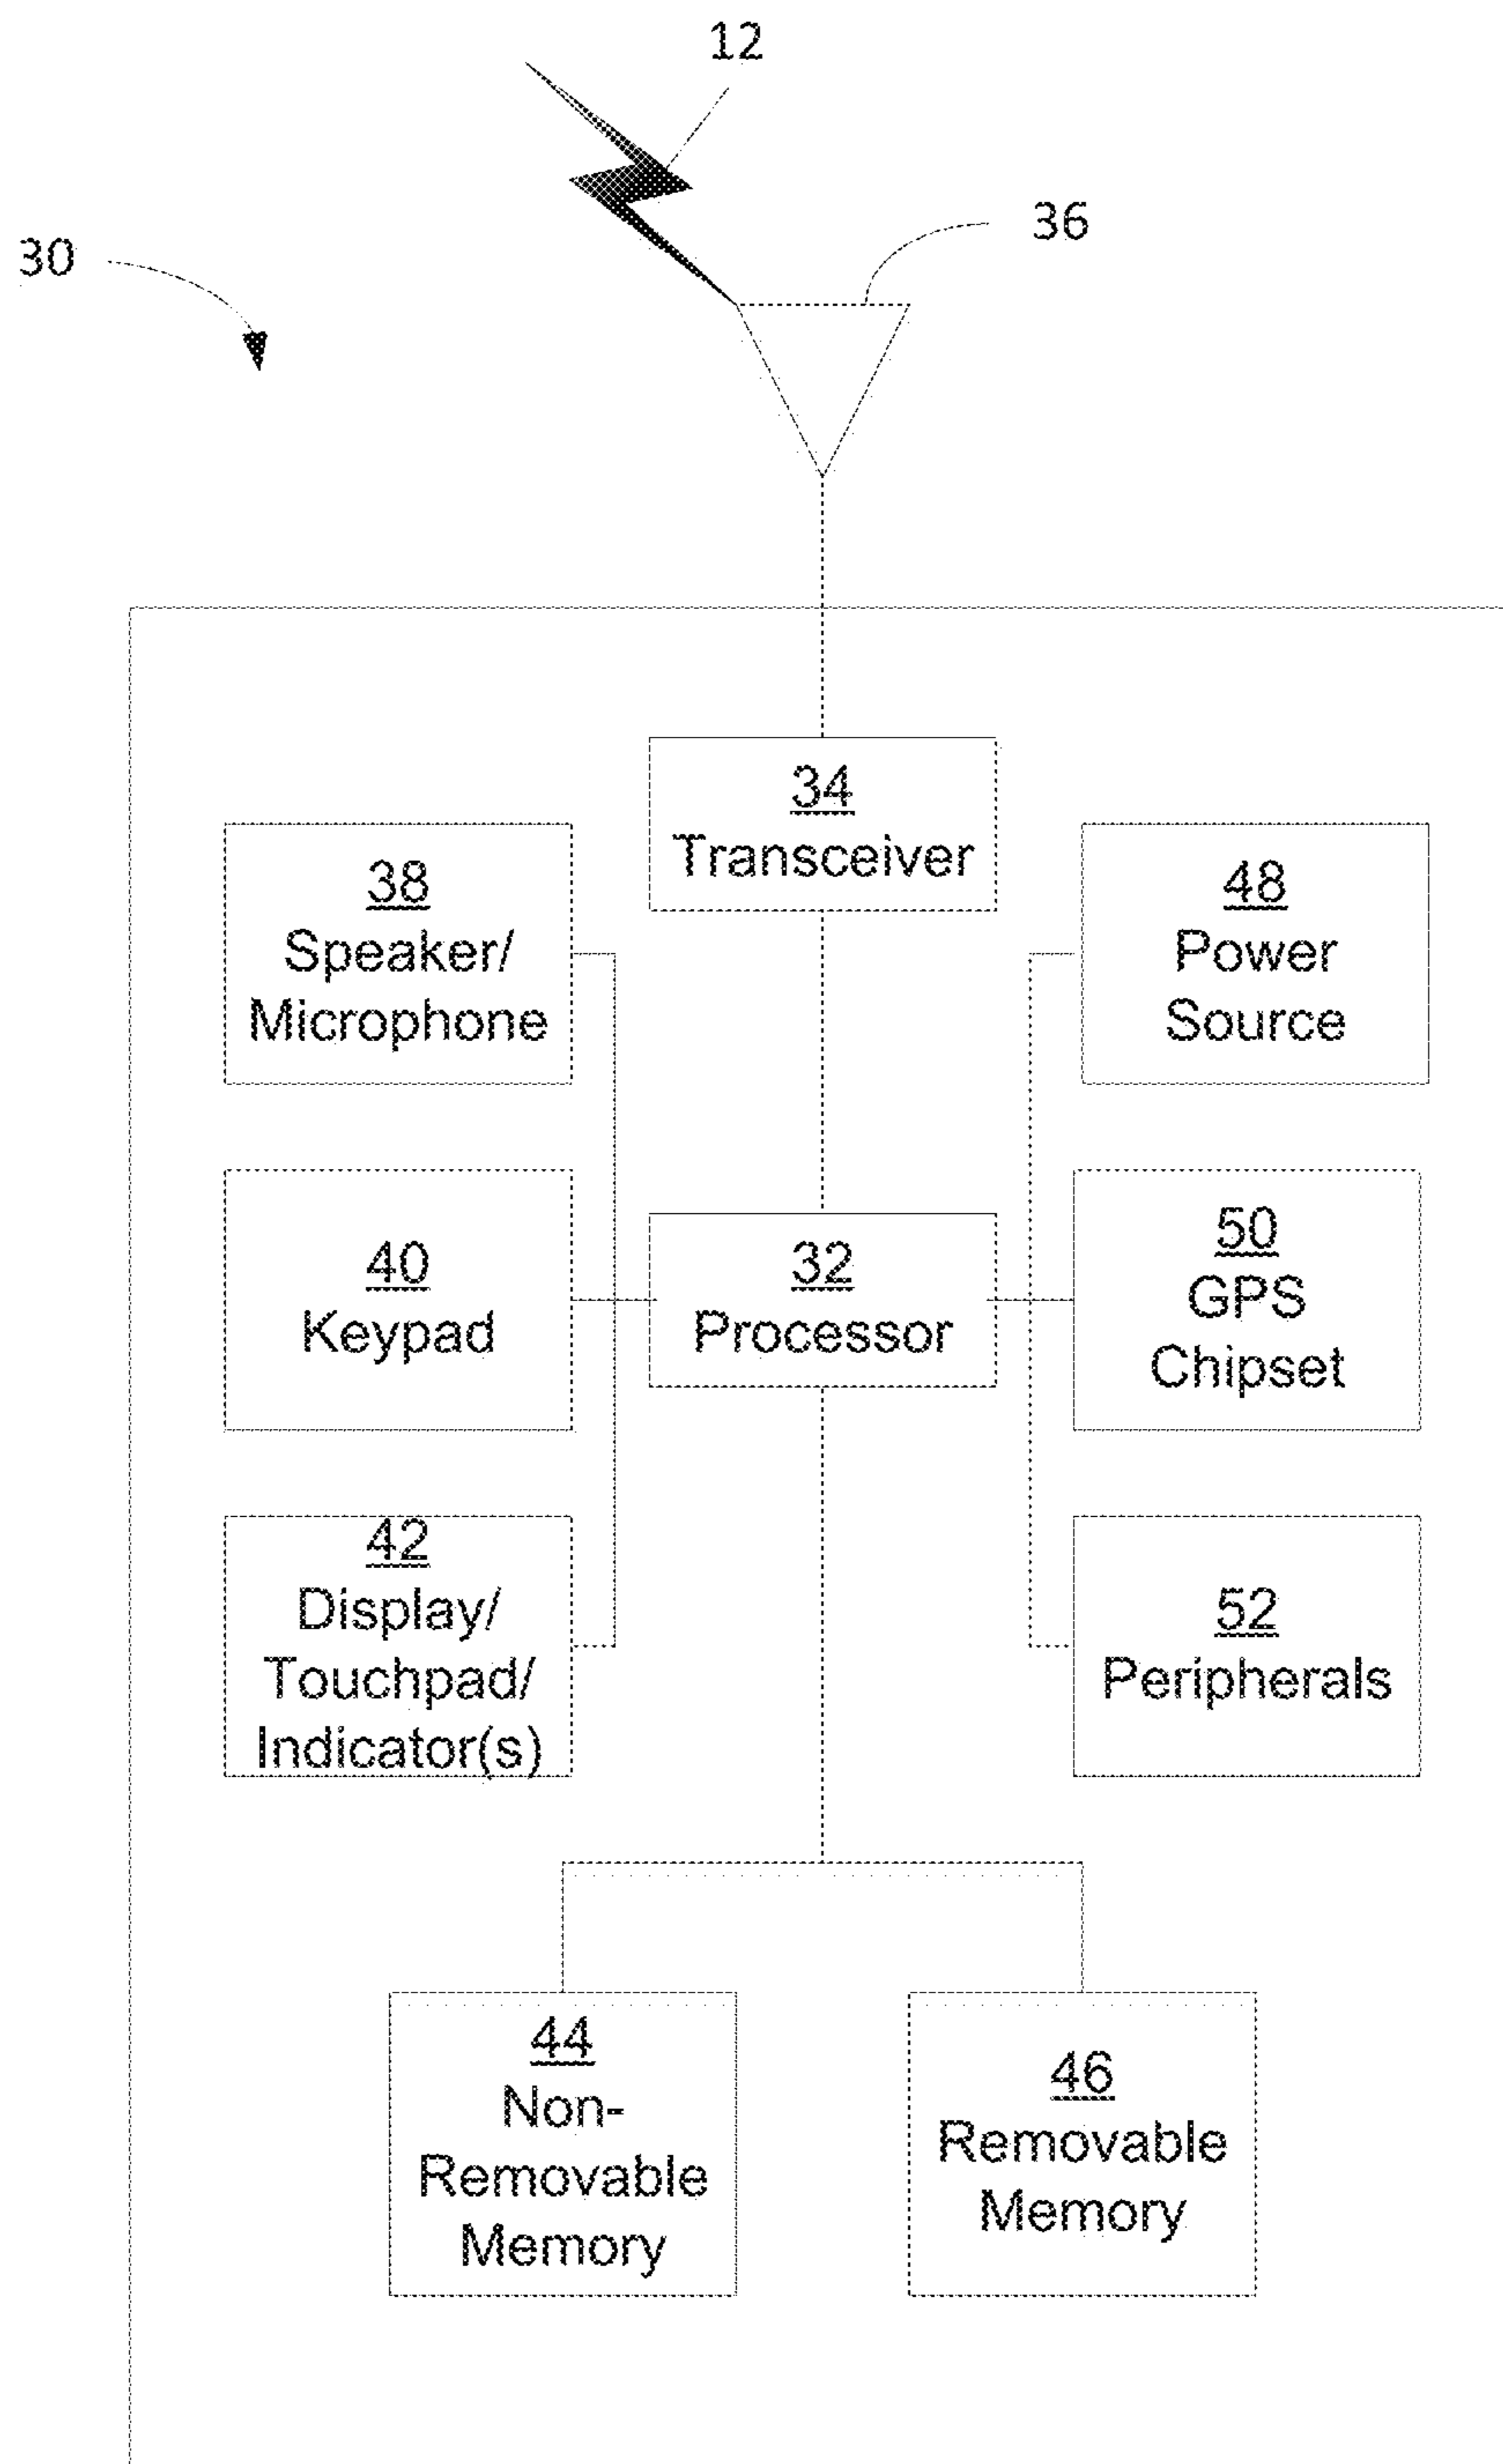 12
36
30
34
Transceiver
38
Speaker/
Microphone
48
Power
Source
40
Keypad
32
Processor
50
GPS
Chipset
42
Display/
Touchpad/
Indicator(s)
52
Peripherals
44
Non-
Removable
Memory
46
Removable
Memory